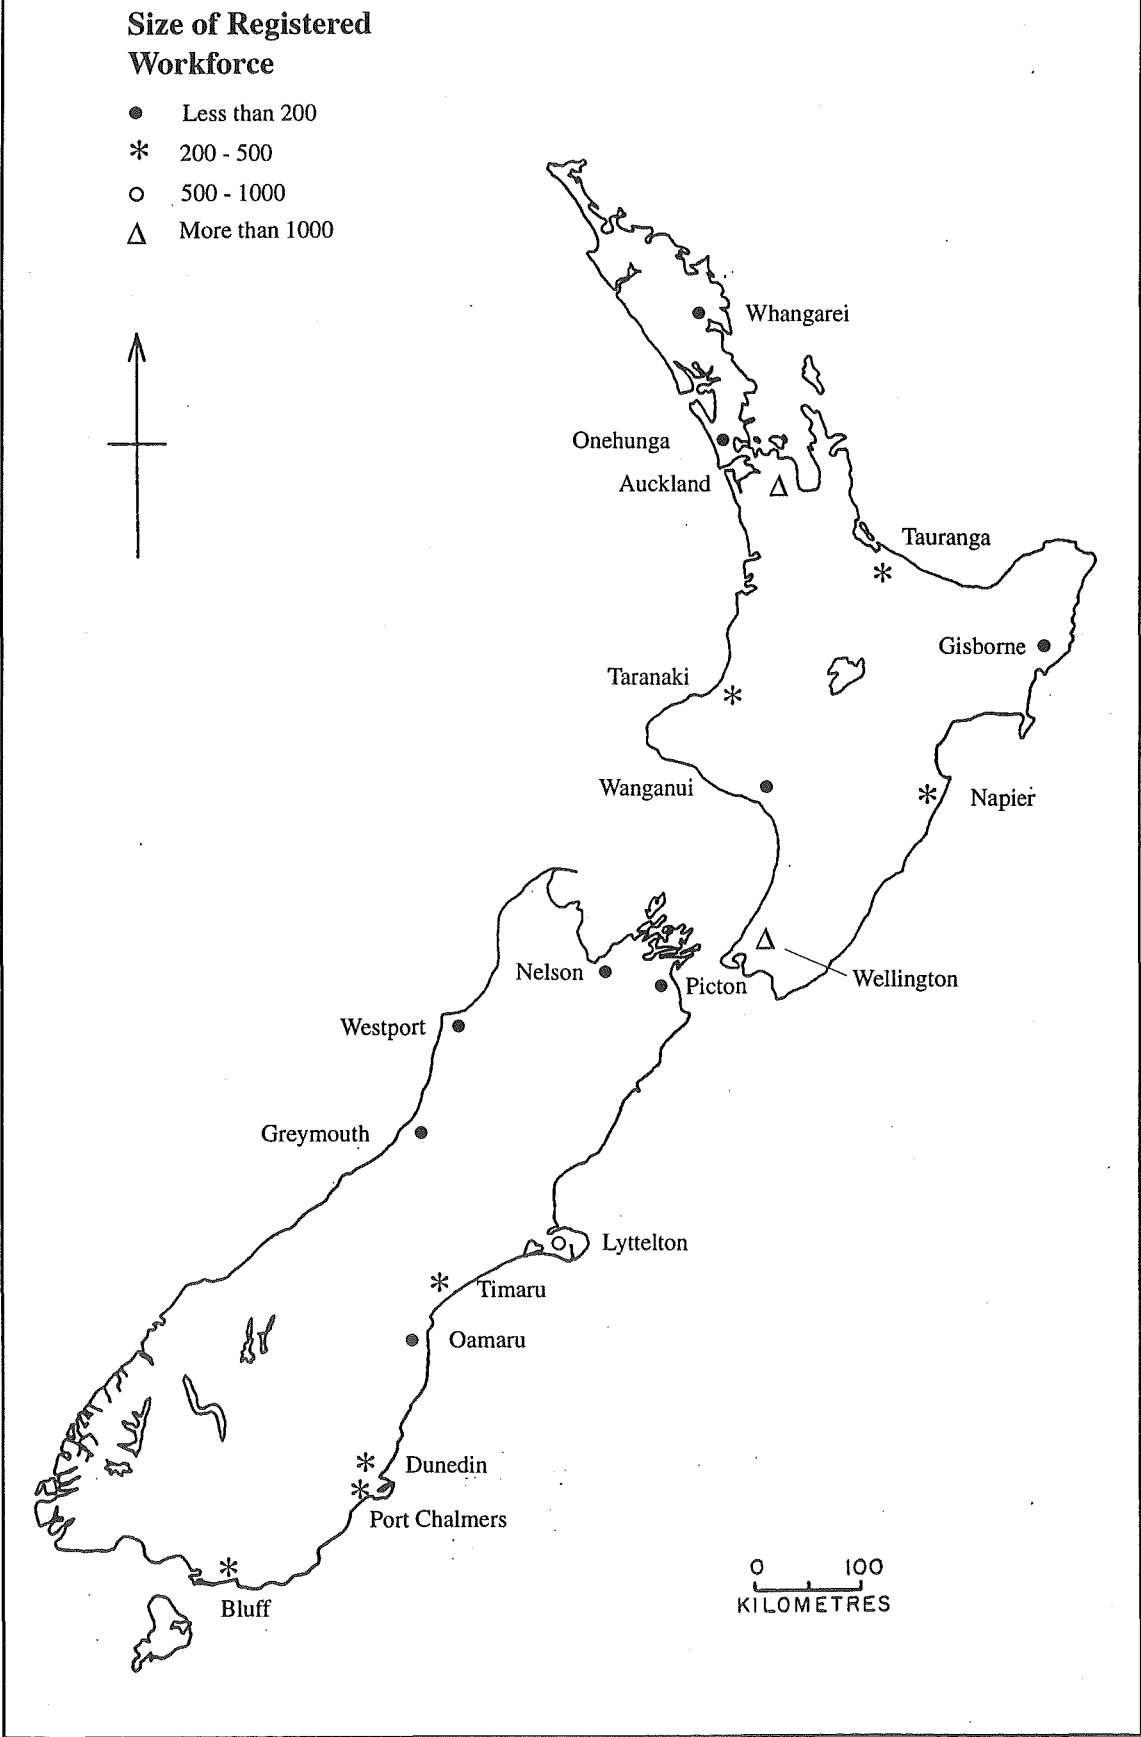 Size of Registered
Workforce
Less than 200
200 - 500
500 - 1000
More than 1000
Whangarei
Onehunga
Auckland
Tauranga
Gisborne
Taranaki
Wanganui
Napier
Nelson
Picton
Wellington
Westport
Greymouth
Lyttelton
Timaru
Oamaru
Dunedin
Port Chalmers
Bluff
0 100
KILOMETRES